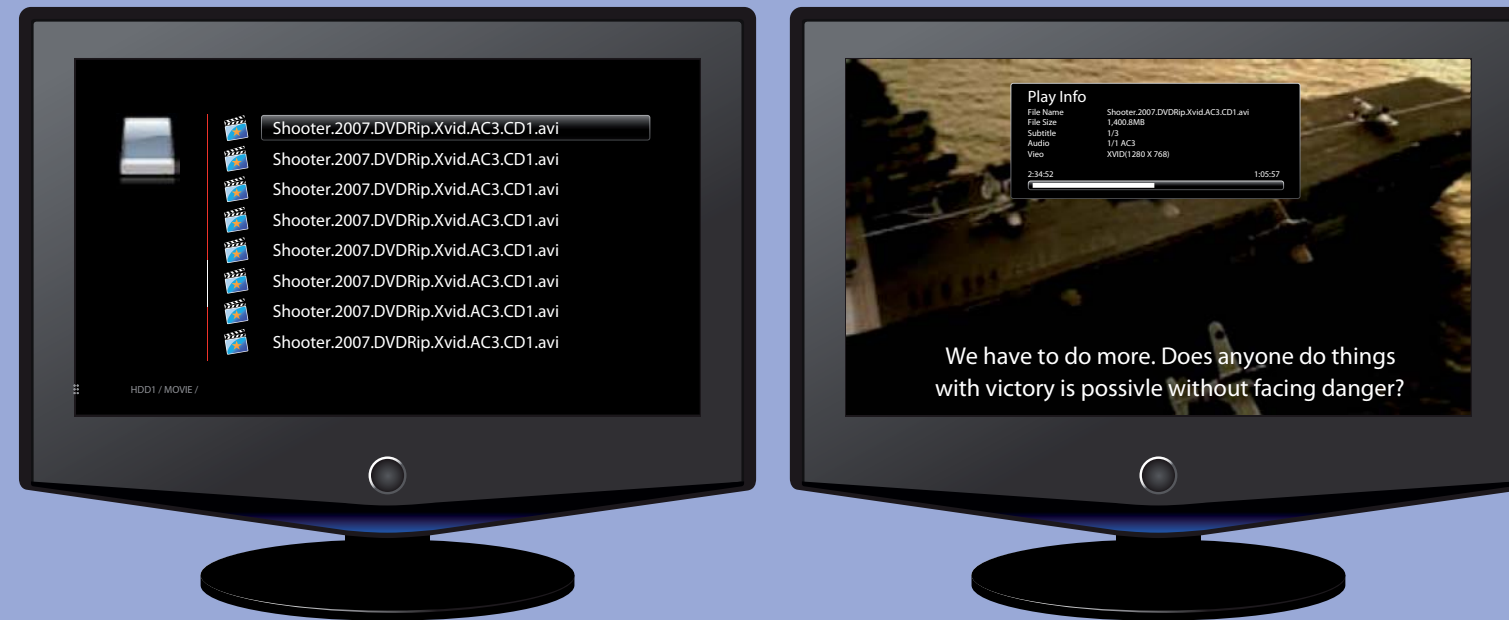 Shooter.2007.DVDRip.Xvid.AC3.CD1.avi
Shooter.2007.DVDRip.Xvid.AC3.CD1.avi
Shooter.2007.DVDRip.Xvid.AC3.CD1.avi
Shooter.2007.DVDRip.Xvid.AC3.CD1.avi
Shooter.2007.DVDRip.Xvid.AC3.CD1.avi
Shooter.2007.DVDRip.Xvid.AC3.CD1.avi
Shooter.2007.DVDRip.Xvid.AC3.CD1.avi
Shooter.2007.DVDRip.Xvid.AC3.CD1.avi
HDD1 / MOVIE /
Play Info
File Name Shooter.2007.DVDRip.Xvid.AC3.CD1.avi
File Size 1,400.8MB
Subtitle 1/3
Audio 1/1 AC3
Vieo XVID(1280 X 768)
2:34:52 1:05:57
We have to do more. Does anyone do things
with victory is possivle without facing danger?